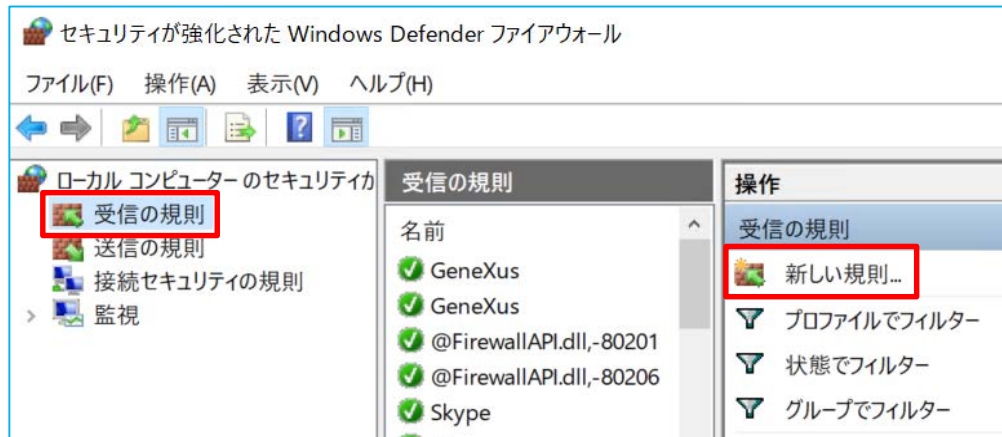 セキュリティが強化された Windows Defender ファイアウォール
ファイル(F) 操作(A) 表示(V) ヘルプ(H)
ローカル コンピューター のセキュリティか
受信の規則
送信の規則
接続セキュリティの規則
監視
受信の規則
名前
GeneXus
GeneXus
@FirewallAPI.dll,-80201
@FirewallAPI.dll,-80206
Skype
操作
受信の規則
新しい規則...
プロファイルでフィルター
状態でフィルター
グループでフィルター